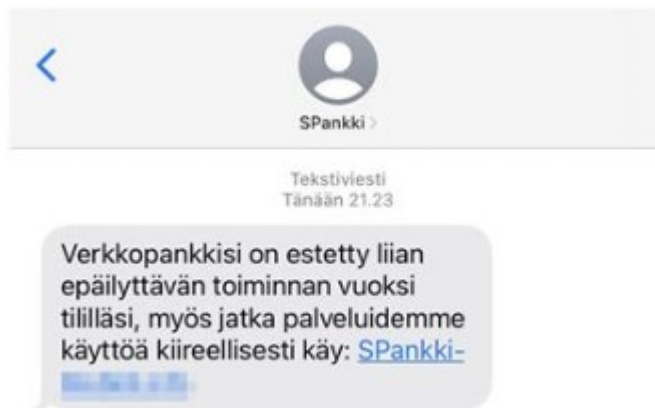 SPankki
Tekstiviesti
Tänään 21.23
Verkkopankkisi on estetty liian
epäilyttävän toiminnan vuoksi
tililläsi, myös jatka palveluidemme
käyttöä kiireellisesti käy: SPankki-